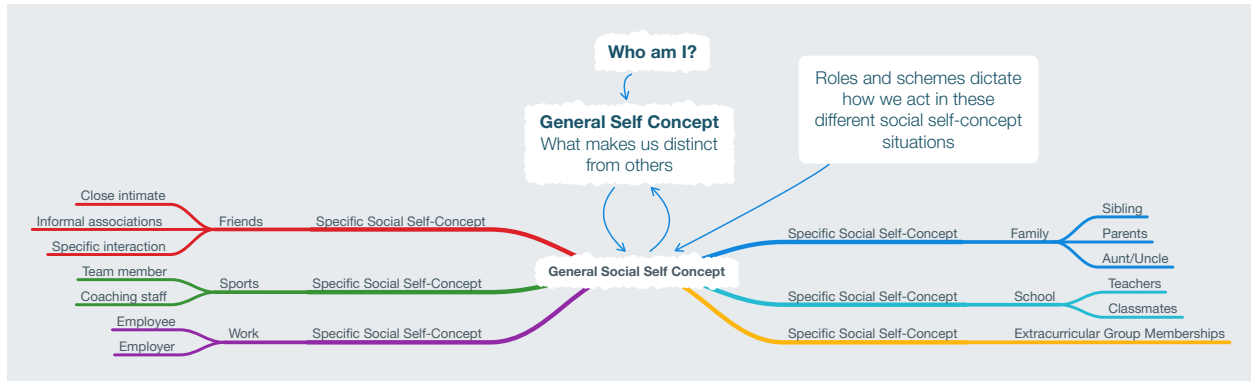 Who am I?
General Self Concept
What makes us distinct
from others
Roles and schemes dictate
how we act in these
different social self-concept
situations
General Social Self Concept
Close intimate
Informal associations
Specific interaction
Friends
Specific Social Self-Concept
Team member
Coaching staff
Sports
Specific Social Self-Concept
Employee
Employer
Work
Specific Social Self-Concept
Specific Social Self-Concept
Family
Sibling
Parents
Aunt/Uncle
Specific Social Self-Concept
School
Teachers
Classmates
Specific Social Self-Concept
Extracurricular Group Memberships